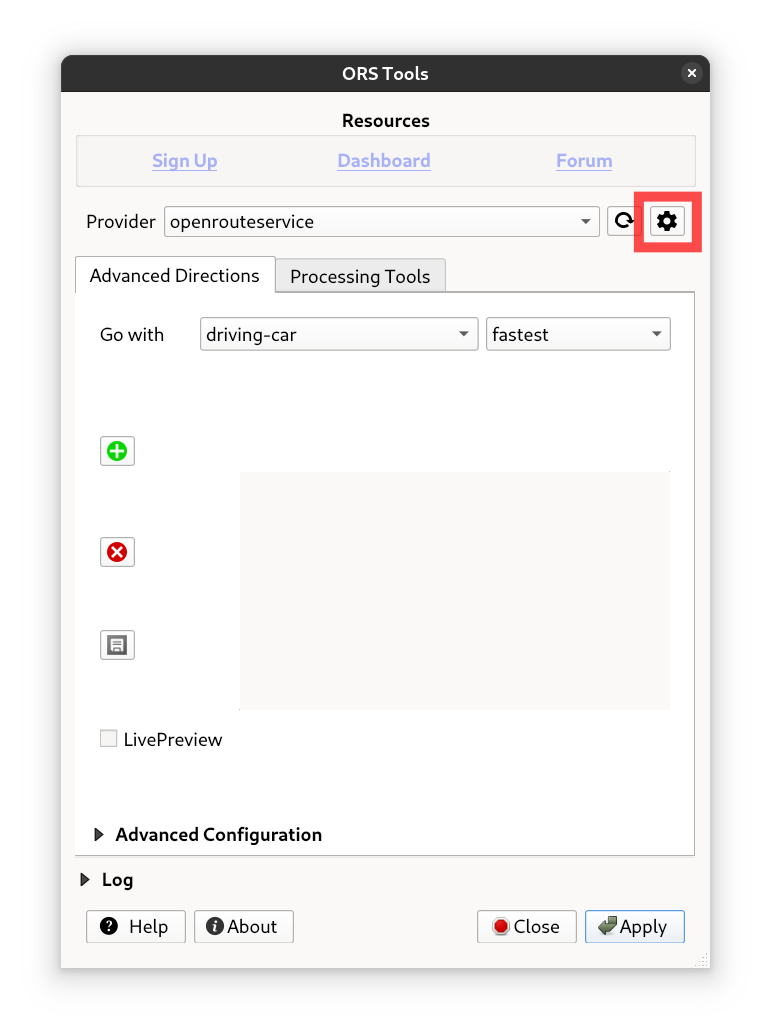 ORS Tools
Resources
Sign Up Dashboard Forum
Provider openrouteservice
Advanced Directions Processing Tools
Go with driving-car fastest
LivePreview
Advanced Configuration
Log
Help About Close Apply